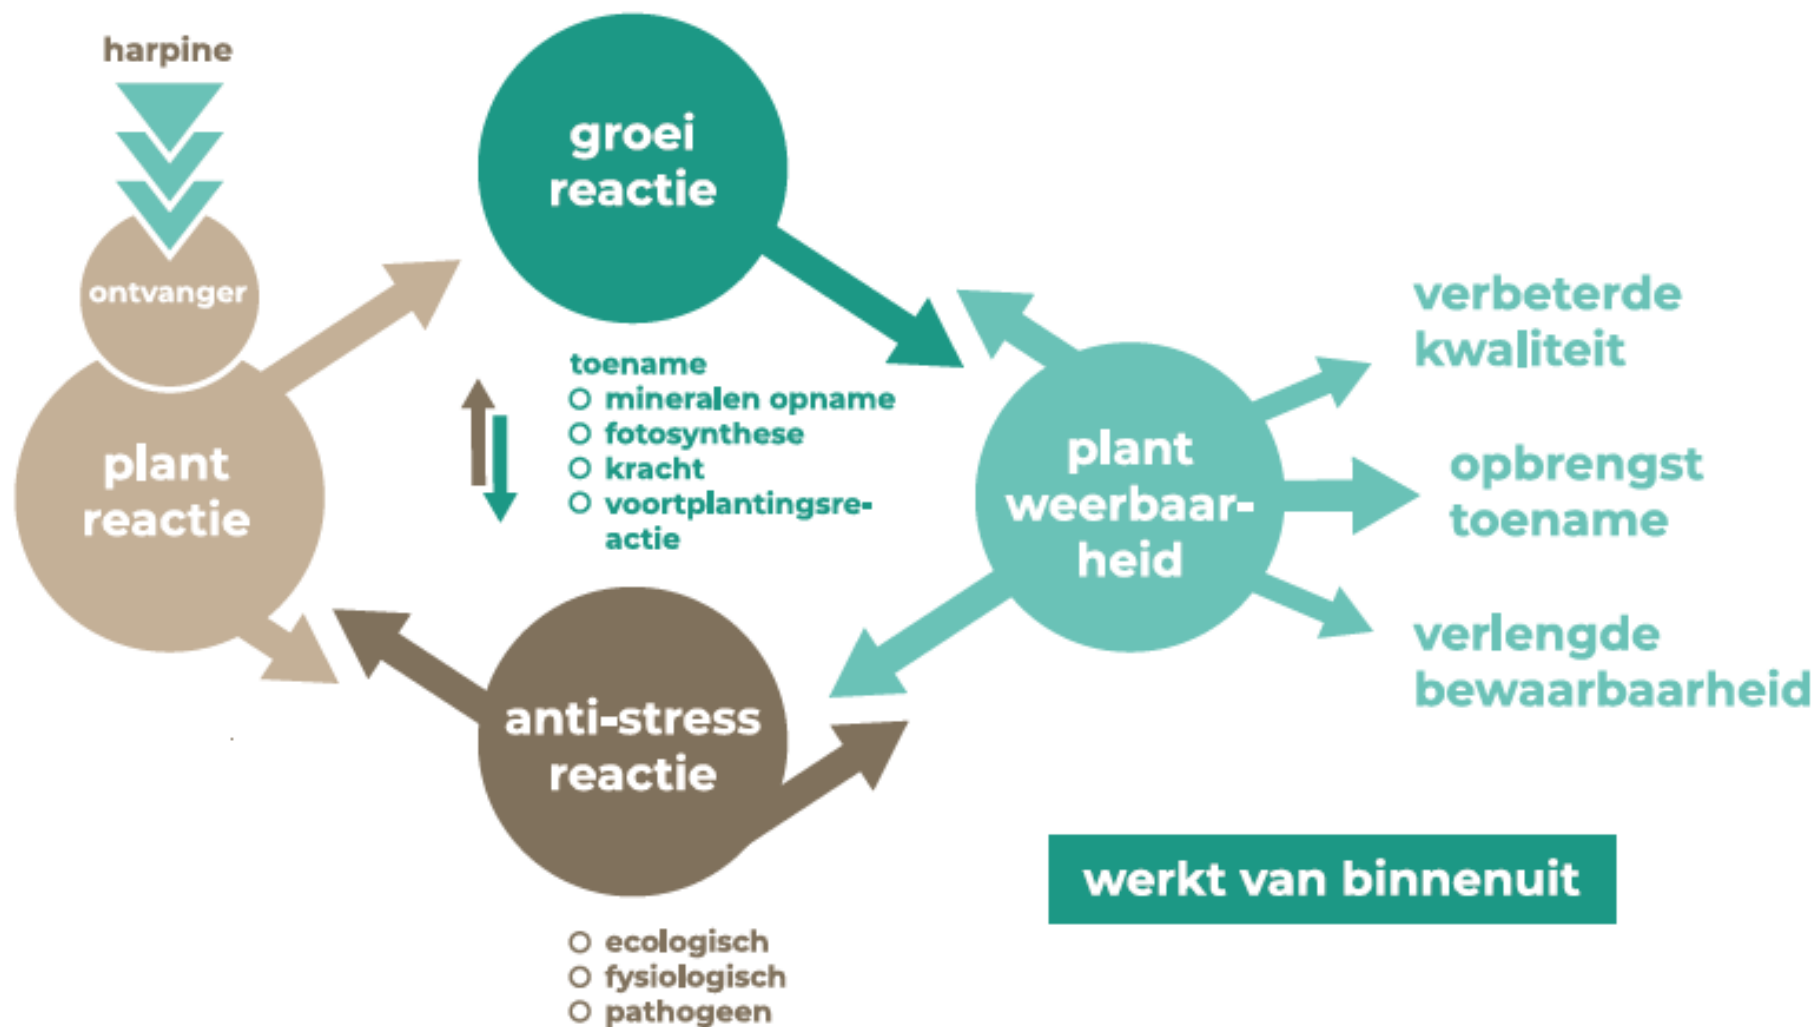 harpine
ontvanger
plant
reactie
groei
reactie
toename
mineralen opname
fotosynthese
kracht
voortplantingsre-
actie
anti-stress
reactie
ecologisch
fysiologisch
pathogeen
plant
weerbaar-
heid
verbeterde
kwaliteit
opbrengst
toename
verlengde
bewaarbaarheid
werkt van binnenuit